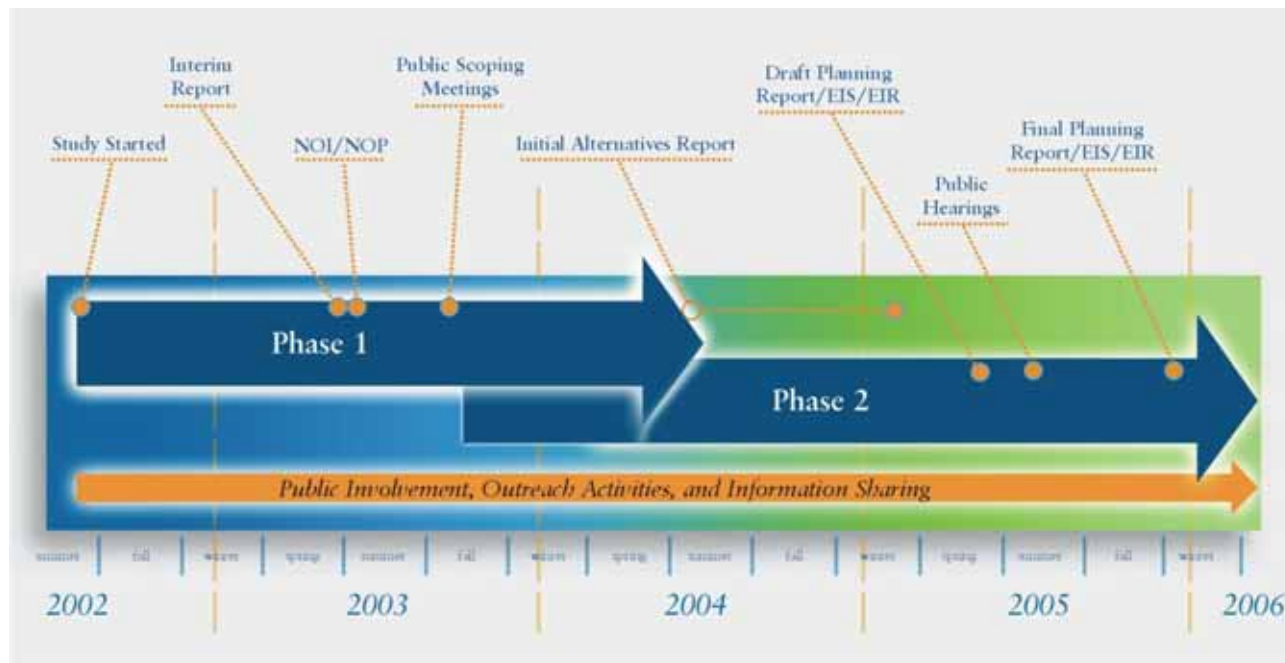 Interim
Report
Public Scoping
Meetings
Draft Planning
Report/EIS/EIR
Study Started
NOI/NOP
Initial Alternatives Report
Final Planning
Report/EIS/EIR
Public
Hearings
Phase 1
Phase 2
Public Involvement, Outreach Activities, and Information Sharing
summer fall winter spring summer fall winter spring summer fall winter spring summer fall winter
2002 2003 2004 2005 2006